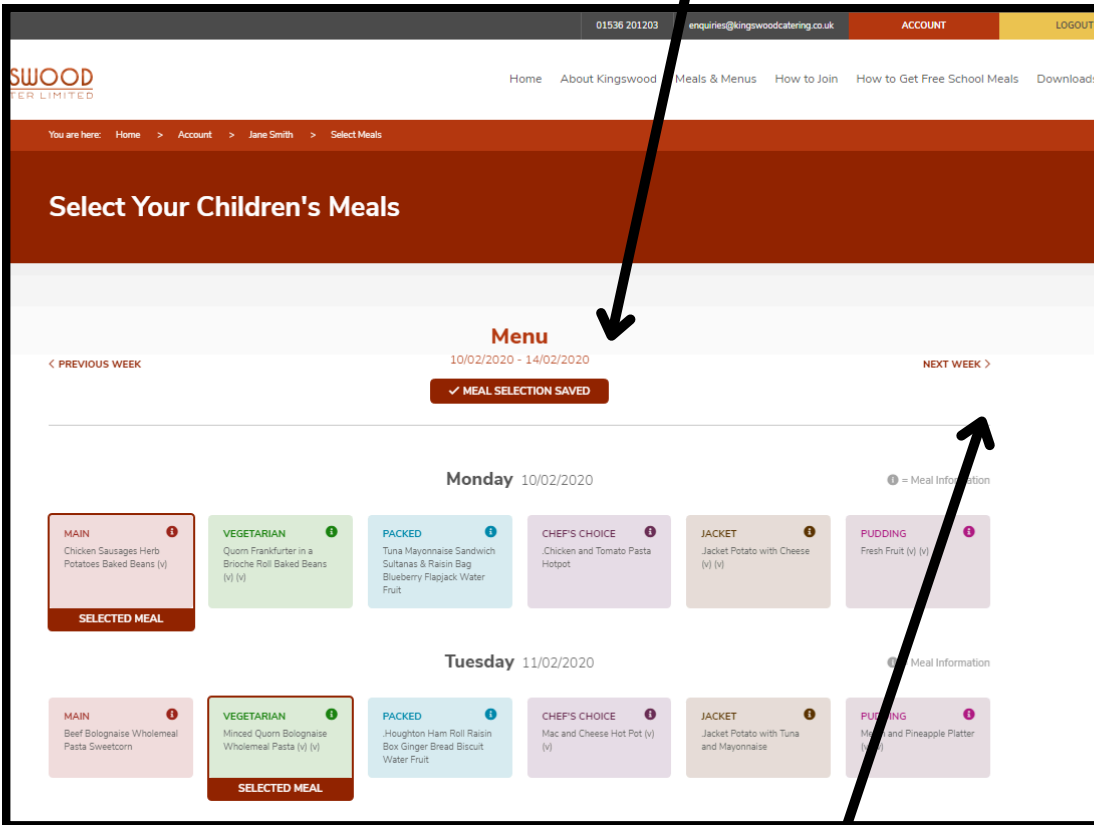 01536 201203 enquiries@kingswoodcatering.co.uk ACCOUNT LOGOUT
SWOOD
TER LIMITED
Home About Kingswood Meals & Menus How to Join How to Get Free School Meals Downloads
You are here: Home > Account > Jane Smith > Select Meals
Select Your Children's Meals
Menu
10/02/2020 - 14/02/2020
< PREVIOUS WEEK
NEXT WEEK >
✓ MEAL SELECTION SAVED
Monday 10/02/2020
= Meal Information
MAIN
Chicken Sausages Herb
Potatoes Baked Beans (v)
SELECTED MEAL
VEGETARIAN
Quorn Frankfurter in a
Brioche Roll Baked Beans
(v) (v)
PACKED
Tuna Mayonnaise Sandwich
Sultanas & Raisin Bag
Blueberry Flapjack Water
Fruit
CHEF'S CHOICE
.Chicken and Tomato Pasta
Hotpot
JACKET
.Jacket Potato with Cheese
(v) (v)
PUDDING
Fresh Fruit (v) (v)
Tuesday 11/02/2020
= Meal Information
MAIN
Beef Bolognaise Wholemeal
Pasta Sweetcorn
VEGETARIAN
Minced Quorn Bolognaise
Wholemeal Pasta (v) (v)
SELECTED MEAL
PACKED
.Houghton Ham Roll Raisin
Box Ginger Bread Biscuit
Water Fruit
CHEF'S CHOICE
Mac and Cheese Hot Pot (v)
(v)
JACKET
.Jacket Potato with Tuna
and Mayonnaise
PUDDING
and Pineapple Platter